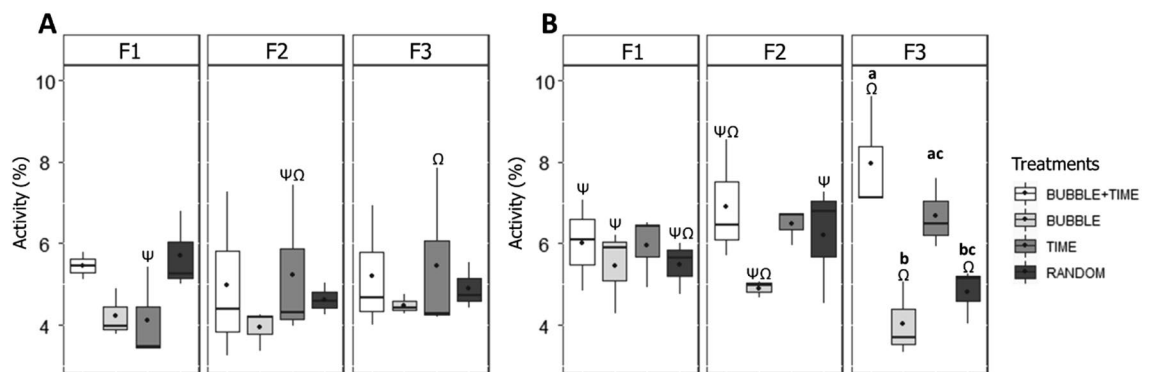 A
B
F1 F2 F3 F1 F2 F3
Activity (%)
10
8
6
4
Ψ
ΨΩ
Ω
Activity (%)
10
8
6
4
Ψ
Ψ
ΨΩ
ΨΩ
ΨΩ
Ψ
a
Ω
b
Ω
ac
bc
Ω
Treatments
BUBBLE+TIME
BUBBLE
TIME
RANDOM